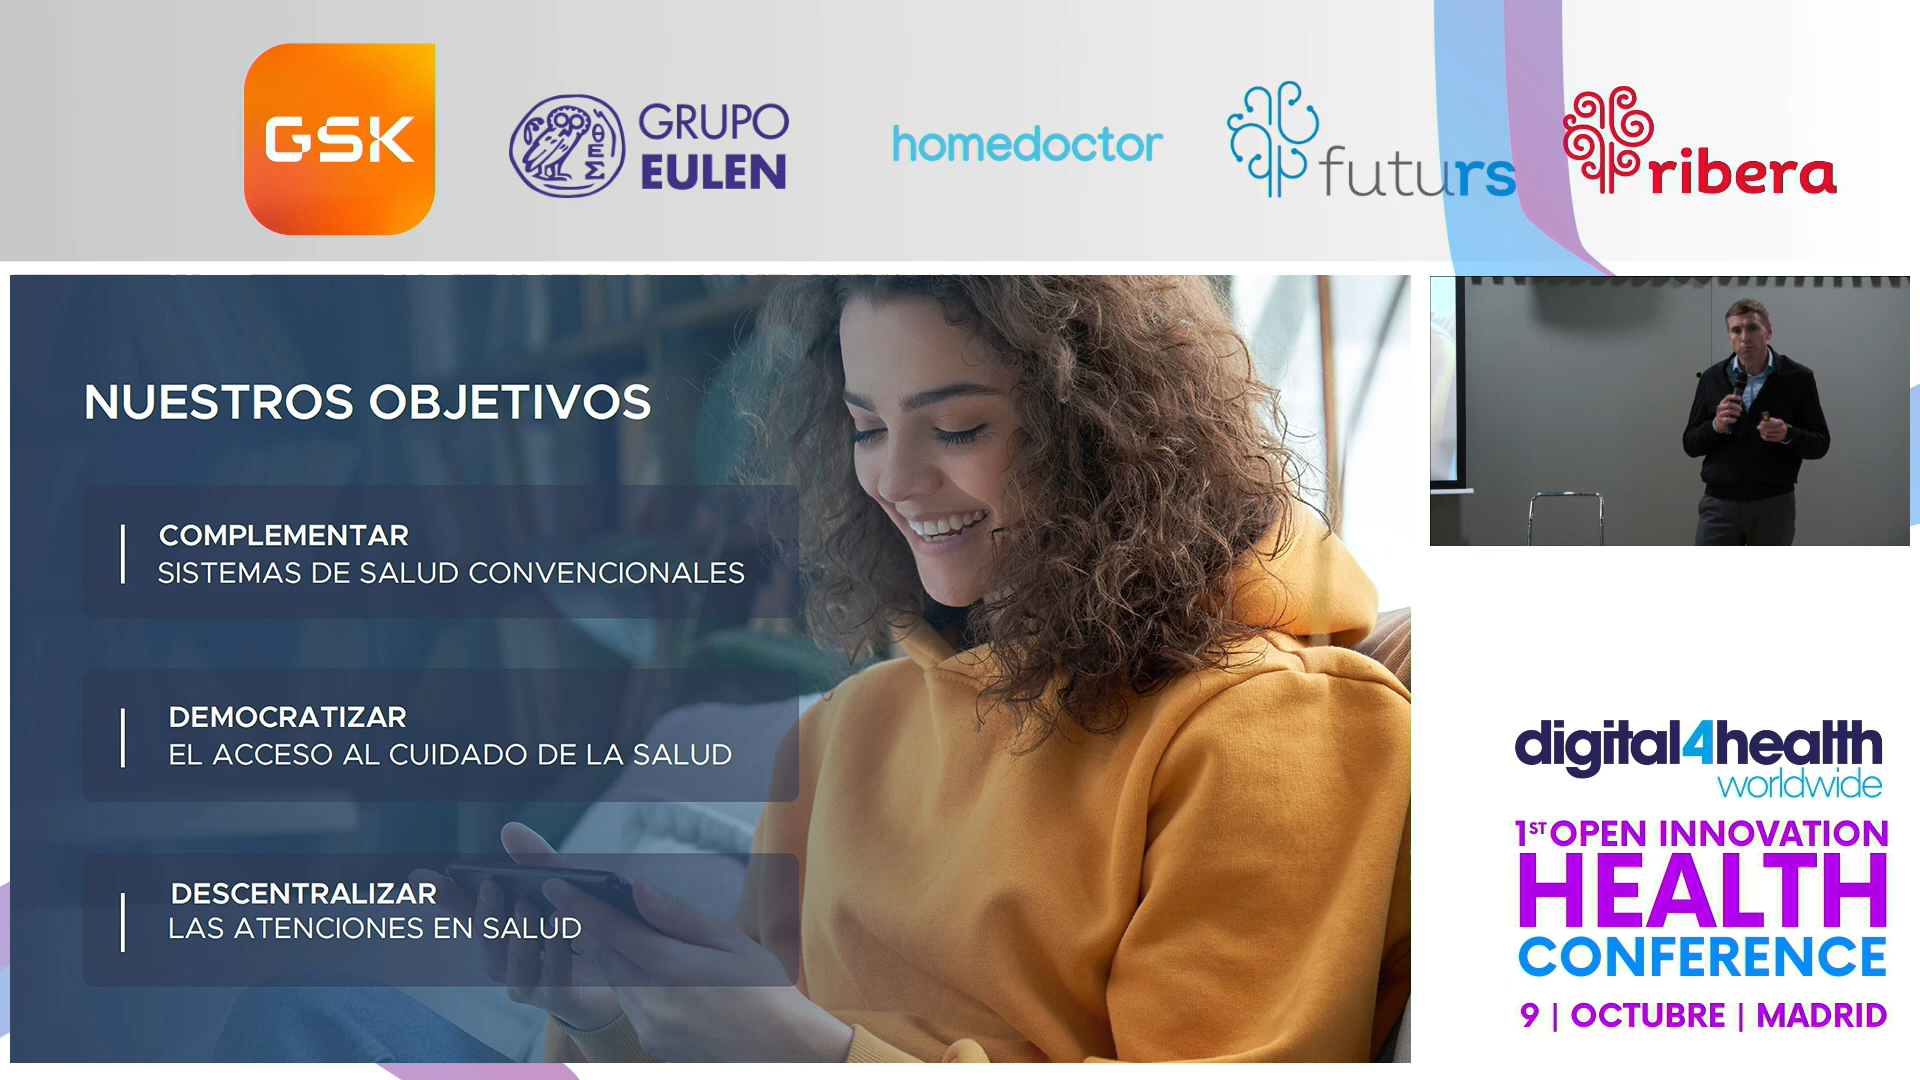 GSK
GRUPO
EULEN
homedoctor
futurs
ribera
NUESTROS OBJETIVOS
COMPLEMENTAR
SISTEMAS DE SALUD CONVENCIONALES
DEMOCRATIZAR
EL ACCESO AL CUIDADO DE LA SALUD
DESCENTRALIZAR
LAS ATENCIONES EN SALUD
digital4health
worldwide
1ST OPEN INNOVATION
HEALTH
CONFERENCE
9 | OCTUBRE | MADRID